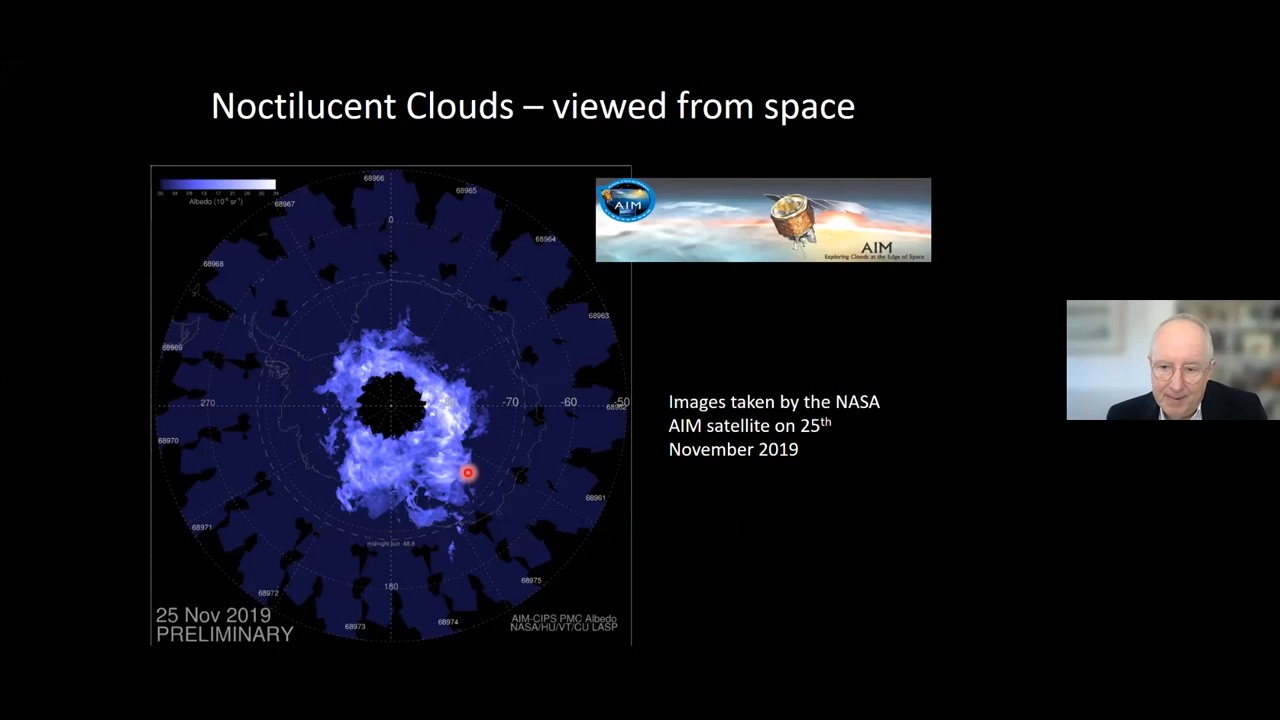 Noctilucent Clouds – viewed from space
Albedo (10⁻⁶ sr⁻¹)
68966
68965
68967
0
68964
68968
68963
68969
270
-70
-60
-50
68970
68961
68971
180
68975
68972
68974
68973
25 Nov 2019
PRELIMINARY
AIM-CIPS PMC Albedo
NASA/HU/VT/CU LASP
AIM
AIM
Exploring Clouds at the Edge of Space
Images taken by the NASA
AIM satellite on 25th
November 2019